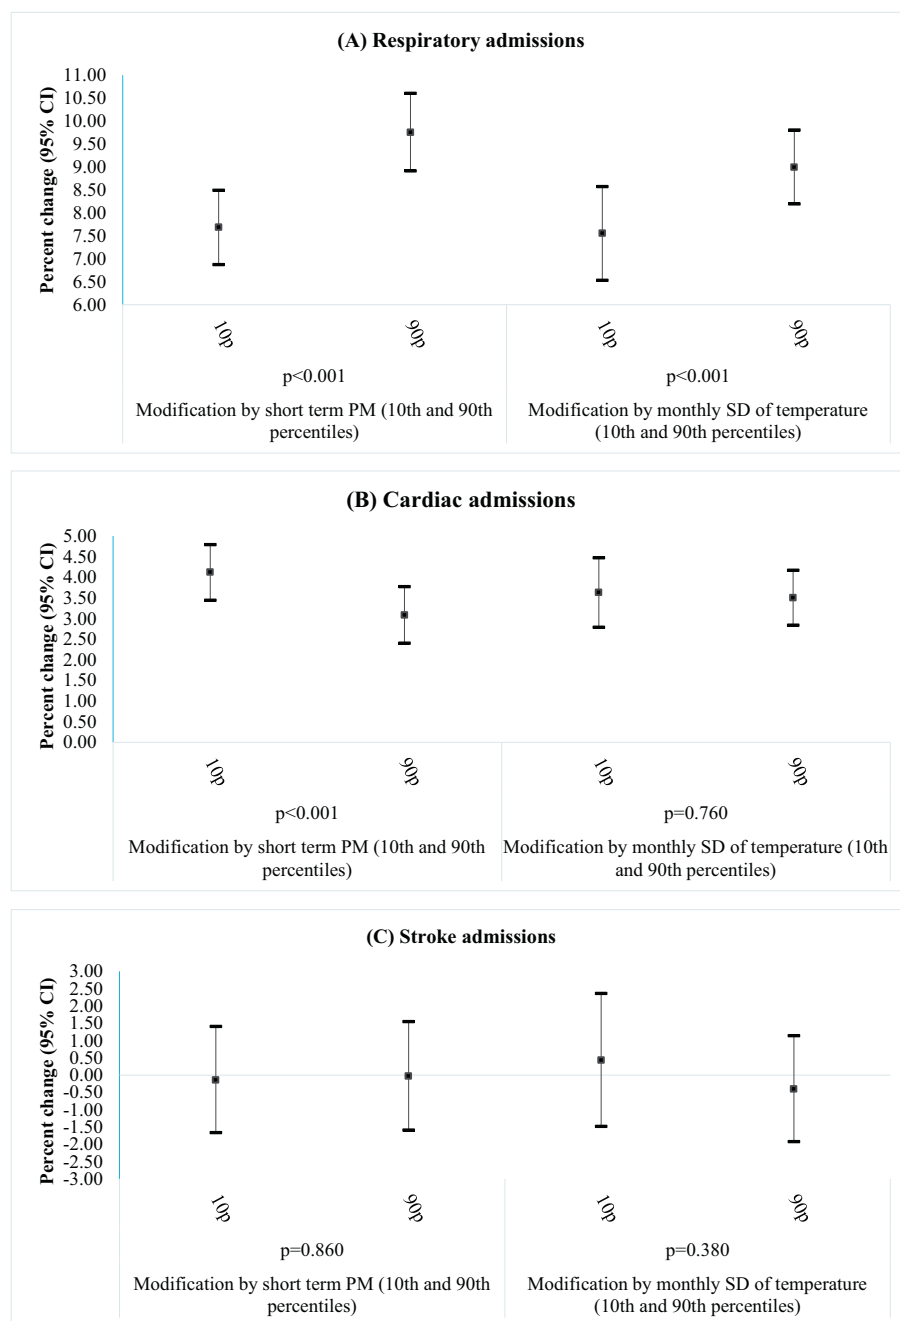 (A) Respiratory admissions
Percent change (95% CI)
11.00
10.50
10.00
9.50
9.00
8.50
8.00
7.50
7.00
6.50
6.00
10p
90p
10p
90p
p<0.001
p<0.001
Modification by short term PM (10th and 90th
percentiles)
Modification by monthly SD of temperature
(10th and 90th percentiles)
(B) Cardiac admissions
Percent change (95% CI)
5.00
4.50
4.00
3.50
3.00
2.50
2.00
1.50
1.00
0.50
0.00
10p
90p
10p
90p
p<0.001
p=0.760
Modification by short term PM (10th and 90th
percentiles)
Modification by monthly SD of temperature (10th
and 90th percentiles)
(C) Stroke admissions
Percent change (95% CI)
3.00
2.50
2.00
1.50
1.00
0.50
0.00
-0.50
-1.00
-1.50
-2.00
-2.50
-3.00
10p
90p
10p
90p
p=0.860
p=0.380
Modification by short term PM (10th and 90th
percentiles)
Modification by monthly SD of temperature
(10th and 90th percentiles)